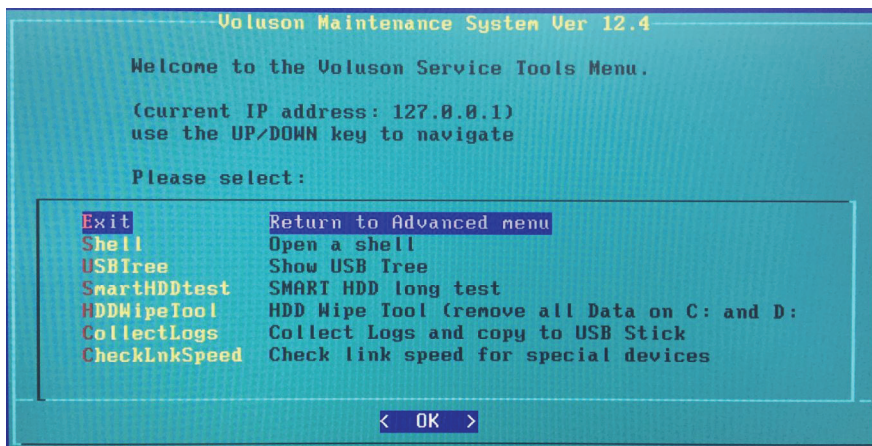 Voluson Maintenance System Ver 12.4
Welcome to the Voluson Service Tools Menu.
(current IP address: 127.0.0.1)
use the UP/DOWN key to navigate
Please select:
Exit Return to Advanced menu
Shell Open a shell
USBTree Show USB Tree
SmartHDDtest SMART HDD long test
HDDWipeTool HDD Wipe Tool (remove all Data on C: and D:
CollectLogs Collect Logs and copy to USB Stick
CheckLnkSpeed Check link speed for special devices
< OK >